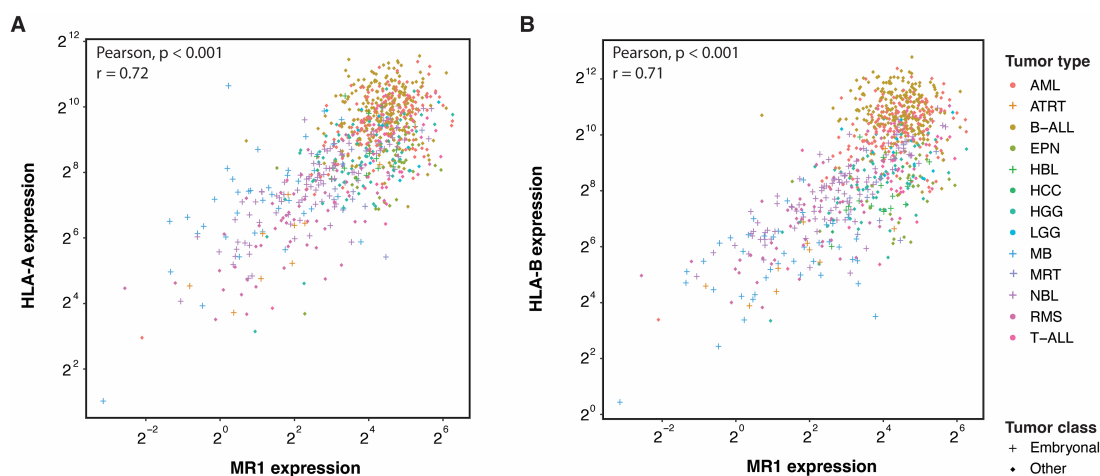 A
Pearson, p < 0.001
r = 0.72
2^12
2^10
2^8
2^6
2^4
2^2
HLA-A expression
2^−2
2^0
2^2
2^4
2^6
MR1 expression
B
Pearson, p < 0.001
r = 0.71
2^12
2^10
2^8
2^6
2^4
2^2
2^0
HLA-B expression
2^−2
2^0
2^2
2^4
2^6
MR1 expression
Tumor type
AML
ATRT
B−ALL
EPN
HBL
HCC
HGG
LGG
MB
MRT
NBL
RMS
T−ALL
Tumor class
Embryonal
Other